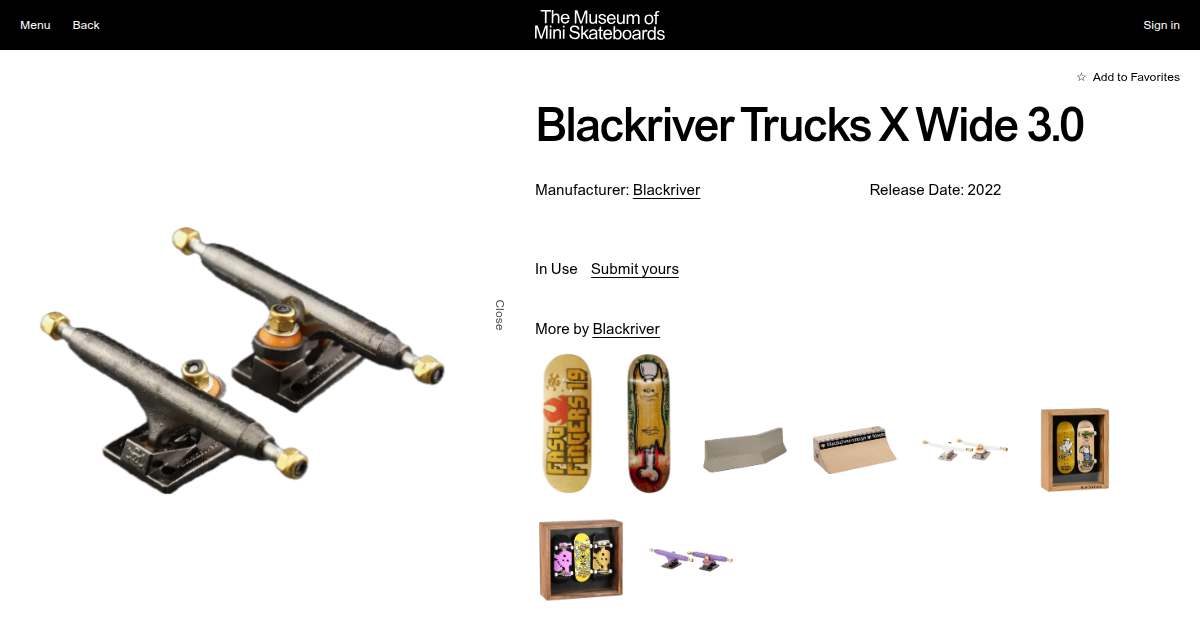 Menu
Back
The Museum of
Mini Skateboards
Sign in
☆ Add to Favorites
Blackriver Trucks X Wide 3.0
Manufacturer: Blackriver
Release Date: 2022
In Use
Submit yours
Close
More by Blackriver
FAST
FINGERS 19